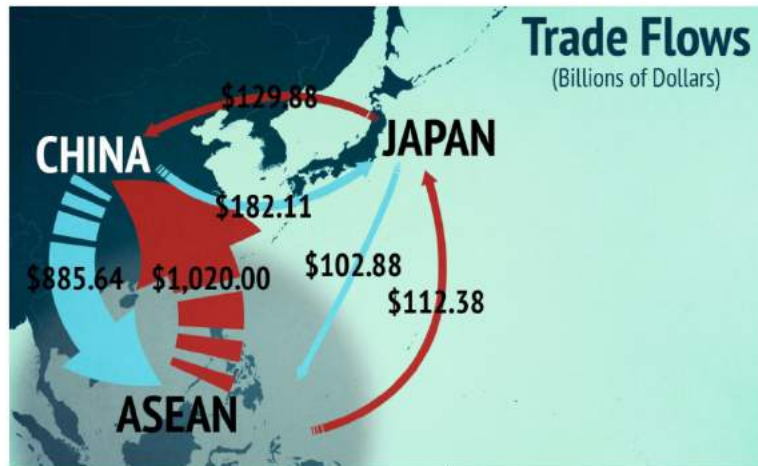 Trade Flows
(Billions of Dollars)
$129.88
CHINA
JAPAN
$182.11
$885.64
$1,020.00
$102.88
$112.38
ASEAN